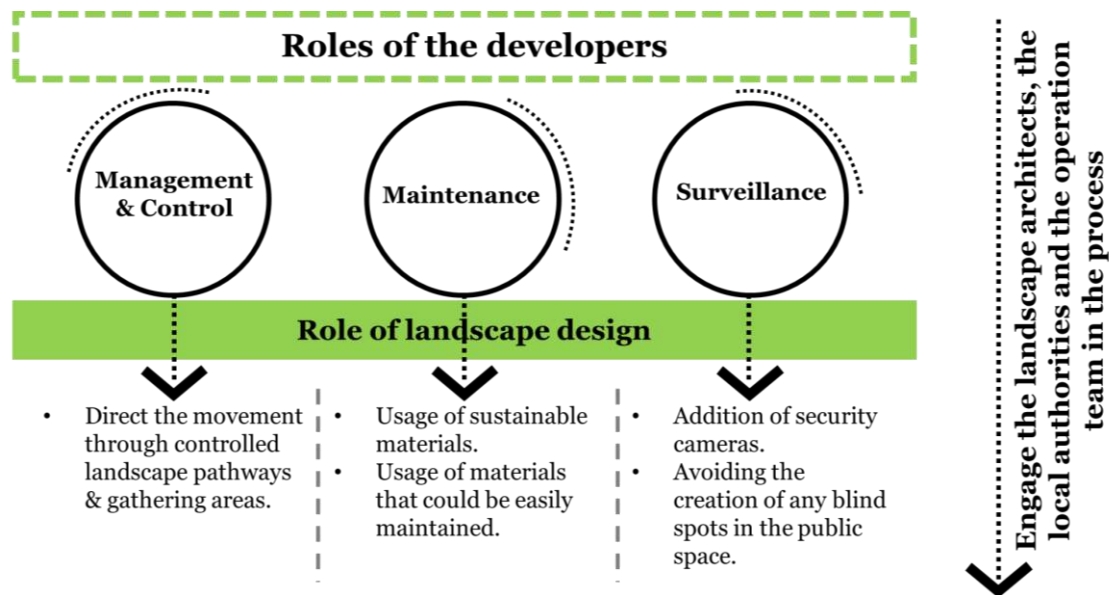 Roles of the developers
Management
& Control
Maintenance
Surveillance
Role of landscape design
• Direct the movement
through controlled
landscape pathways
& gathering areas.
• Usage of sustainable
materials.
• Usage of materials
that could be easily
maintained.
• Addition of security
cameras.
• Avoiding the
creation of any blind
spots in the public
space.
Engage the landscape architects, the
local authorities and the operation
team in the process